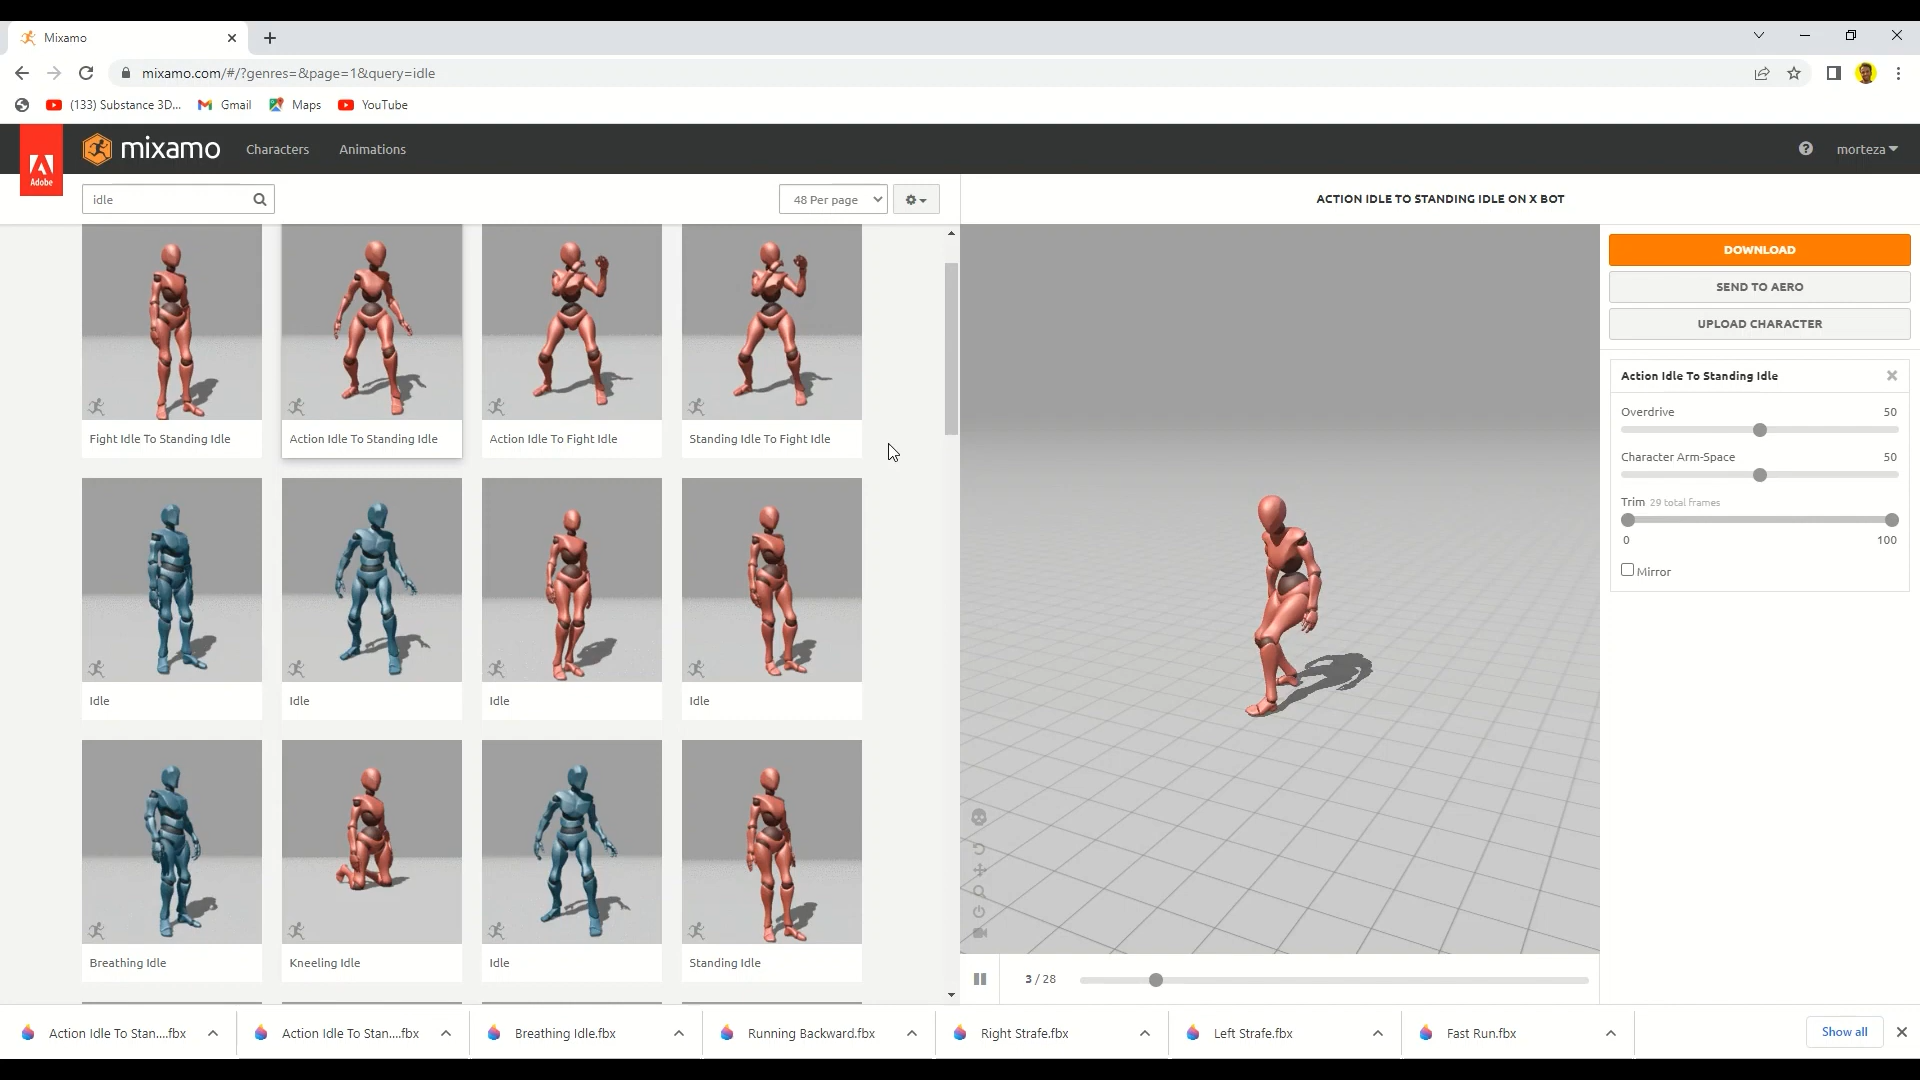 Mixamo
mixamo.com/#/?genres=&page=1&query=idle
(133) Substance 3D...
Gmail
Maps
YouTube
Adobe
mixamo
Characters
Animations
morteza
idle
48 Per page
ACTION IDLE TO STANDING IDLE ON X BOT
DOWNLOAD
SEND TO AERO
UPLOAD CHARACTER
Action Idle To Standing Idle
Overdrive 50
Character Arm-Space 50
Trim 29 total frames
0 100
Mirror
Fight Idle To Standing Idle
Action Idle To Standing Idle
Action Idle To Fight Idle
Standing Idle To Fight Idle
Idle
Idle
Idle
Idle
Breathing Idle
Kneeling Idle
Idle
Standing Idle
3 / 28
Action Idle To Stan....fbx
Action Idle To Stan....fbx
Breathing Idle.fbx
Running Backward.fbx
Right Strafe.fbx
Left Strafe.fbx
Fast Run.fbx
Show all